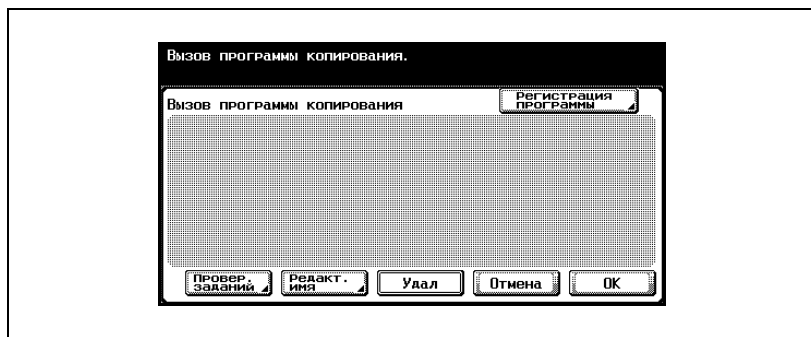 Вызов программы копирования.
Вызов программы копирования
Регистрация
программы
Провер.
заданий
Редакт.
имя
Удал
Отмена
OK